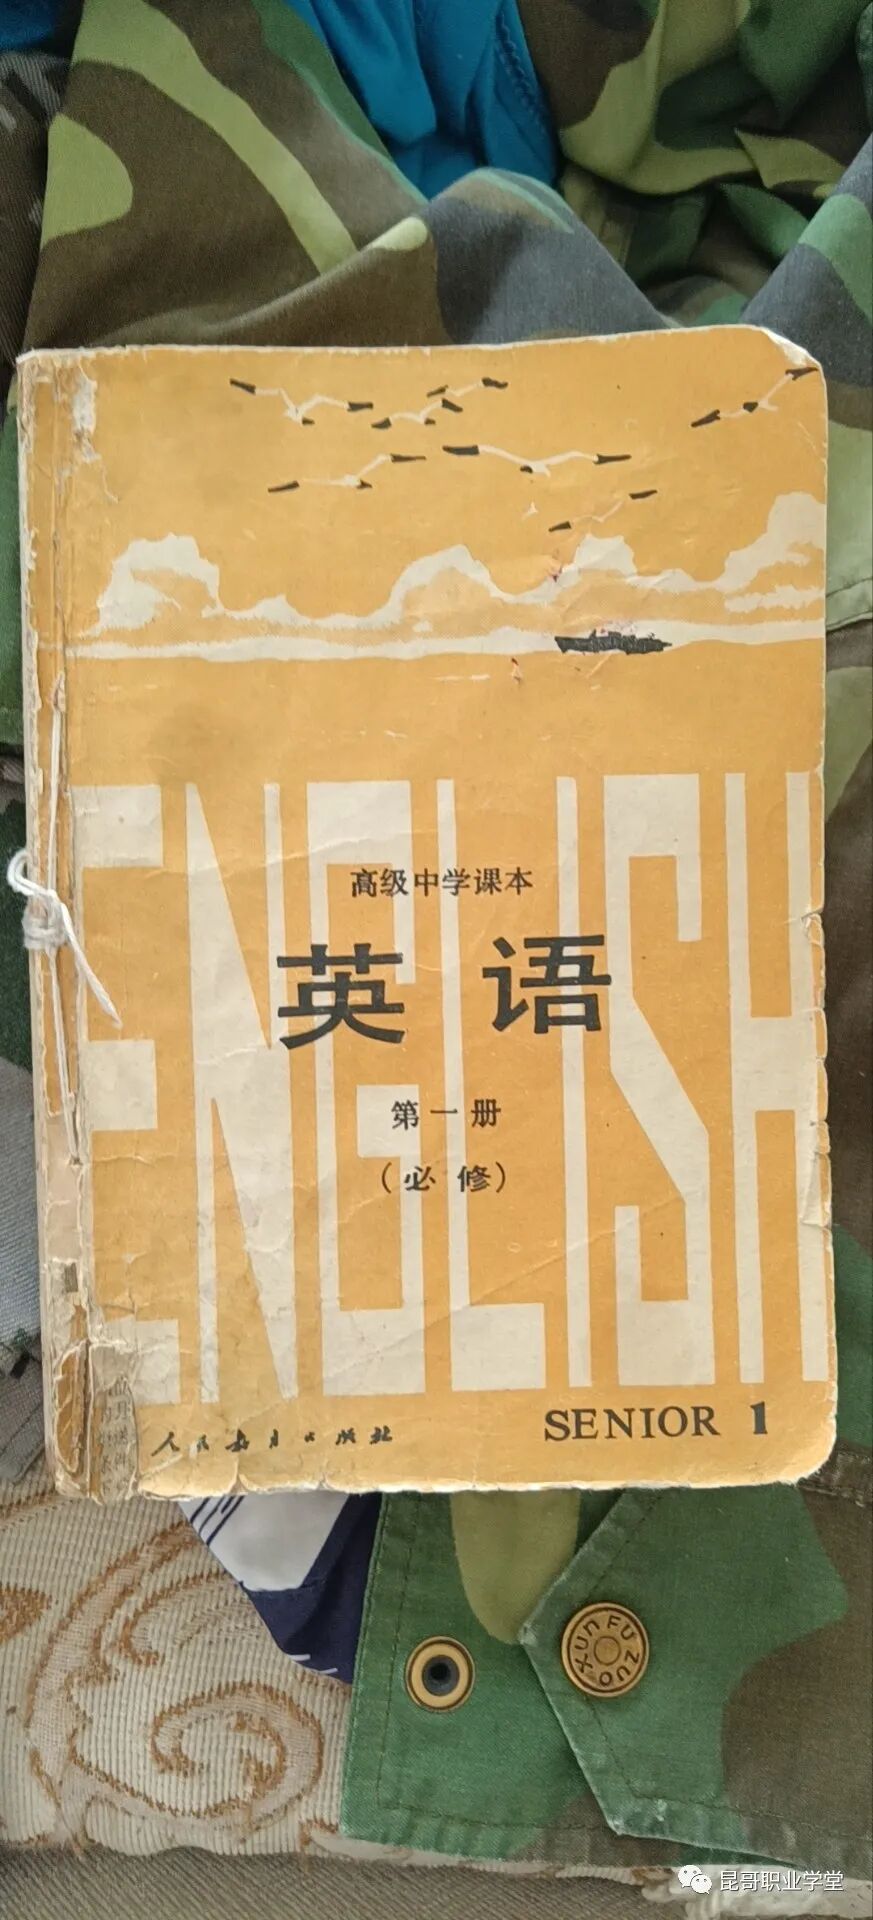 高级中学课本
ENGLISH
英语
第一册
（必修）
人民教育出版社
SENIOR 1
XUN FU ZUO
昆哥职业学堂